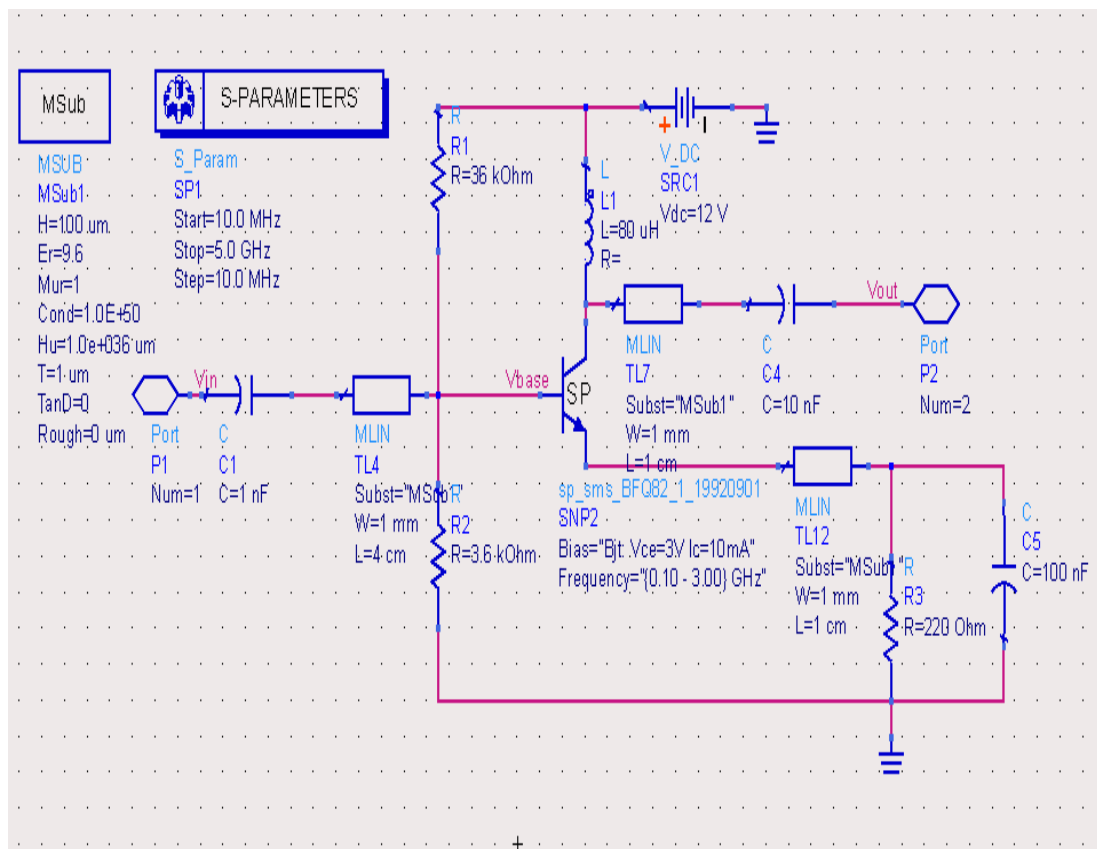 MSub
MSUB
MSub1
H=100 um
Er=9.6
Mur=1
Cond=1.0E+50
Hu=1.0e+036 um
T=1 um
TanD=0
Rough=0 um
S-PARAMETERS
S_Param
SP1
Start=10.0 MHz
Stop=5.0 GHz
Step=10.0 MHz
R
R1
R=36 kOhm
+
V_DC
SRC1
Vdc=12 V
L
L1
L=80 uH
R=
Vout
MLIN
TL7
Subst="MSub1"
W=1 mm
L=1 cm
C
C4
C=10 nF
Port
P2
Num=2
Vin
Port
P1
Num=1
C
C1
C=1 nF
MLIN
TL4
Subst="MSub1"
W=1 mm
L=4 cm
Vbase
SP
R
R2
R=3.6 kOhm
sp_sms_BFQ82_1_19920901
SNP2
Bias="Bjt: Vce=3V Ic=10mA"
Frequency="{0.10 - 3.00} GHz"
MLIN
TL12
Subst="MSub1"
W=1 mm
L=1 cm
R
R3
R=220 Ohm
C
C5
C=100 nF